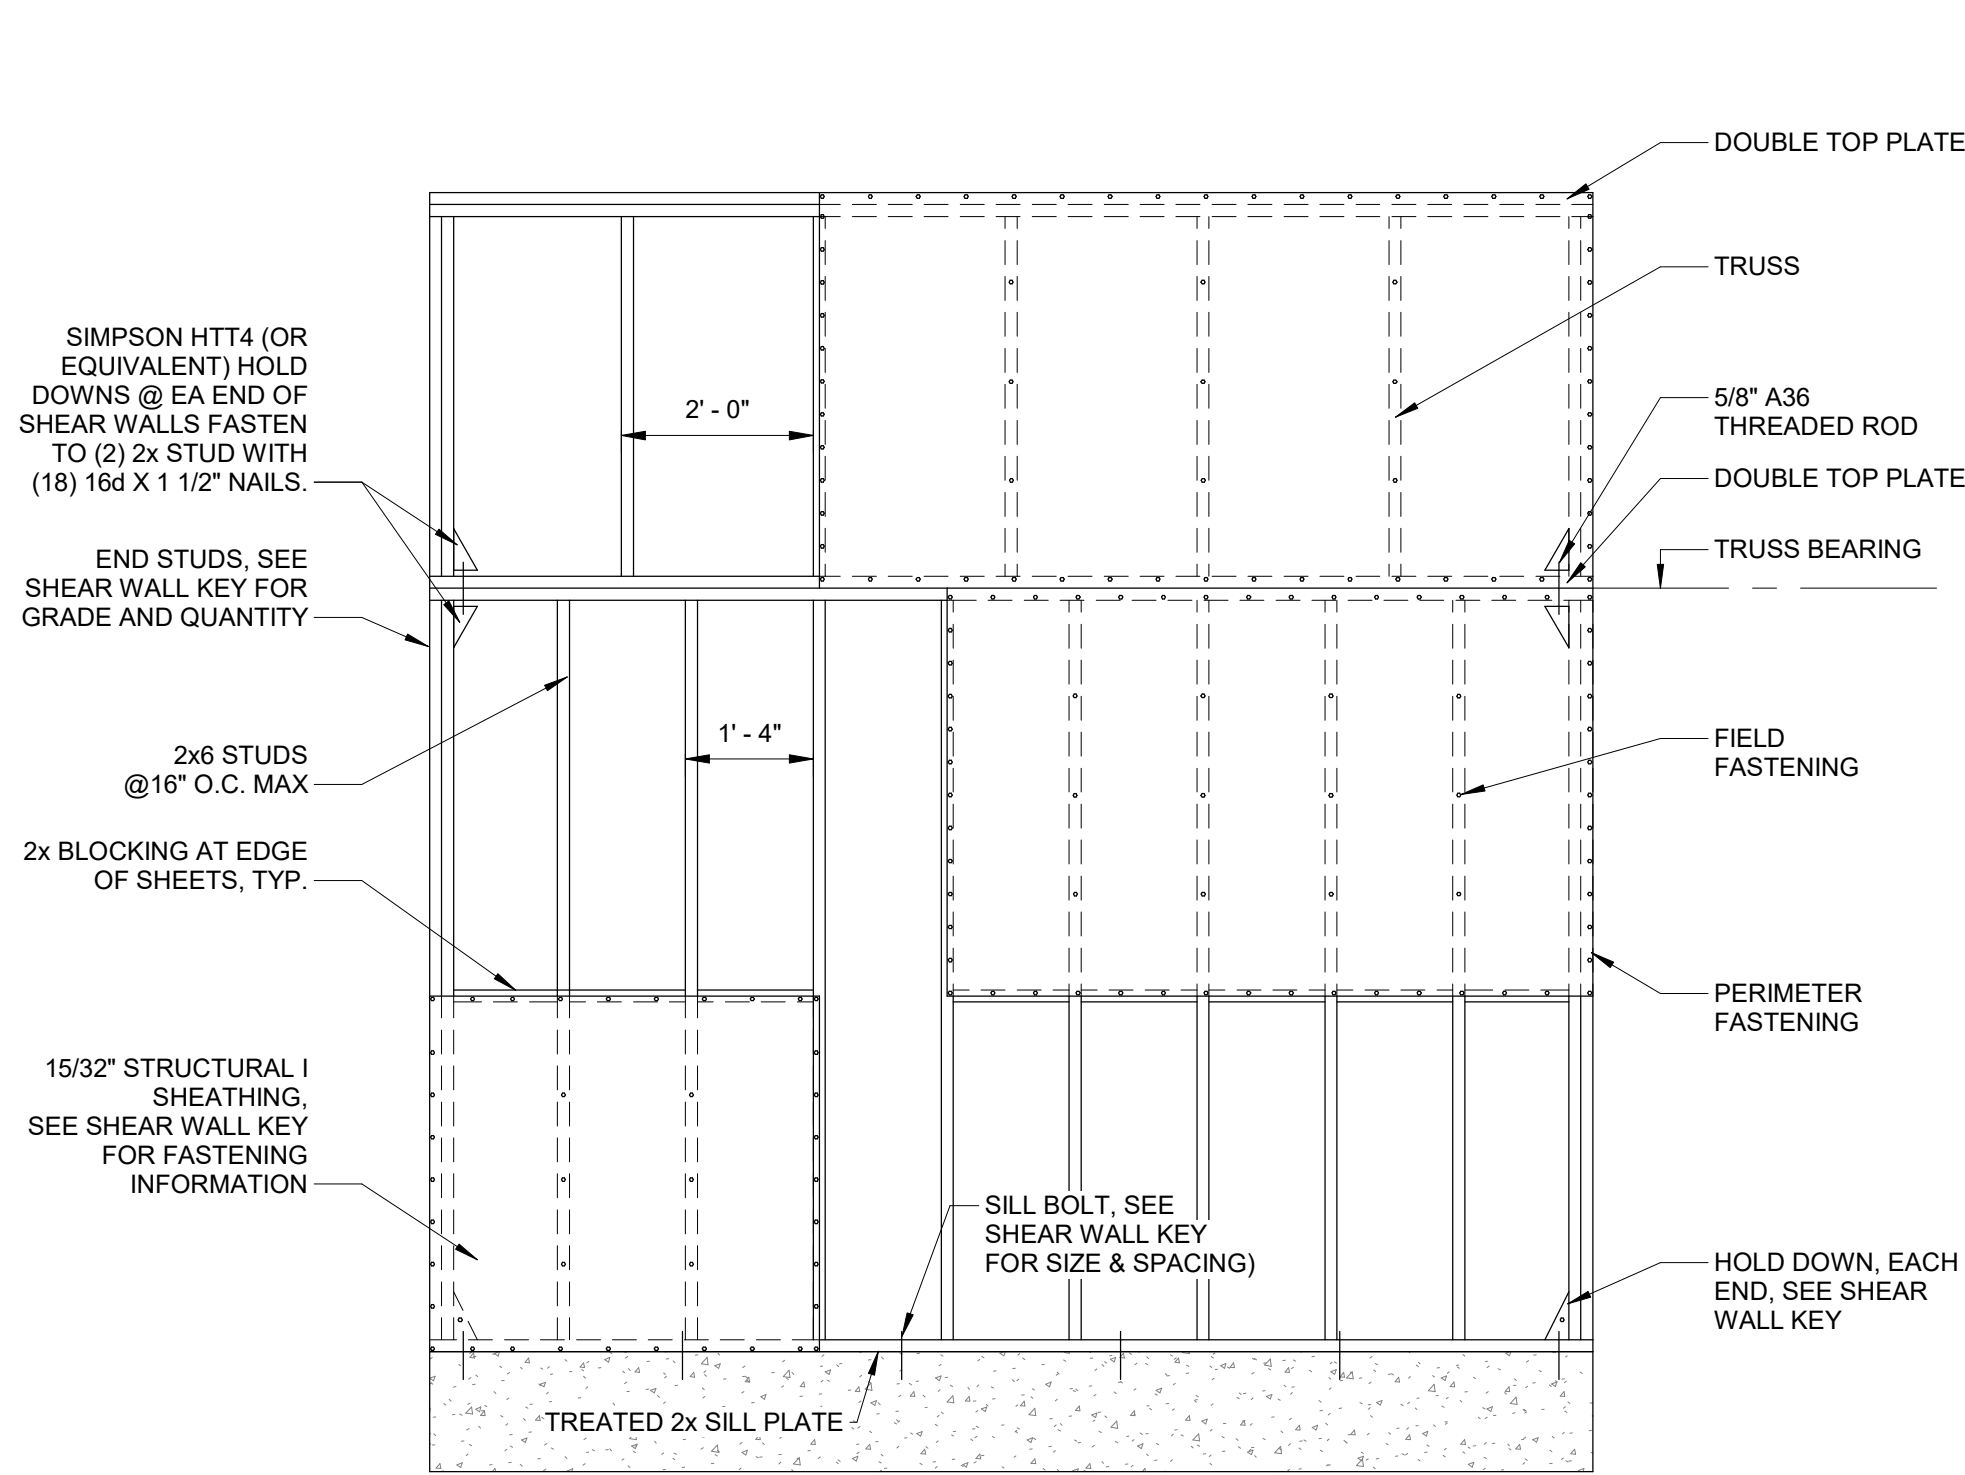 DOUBLE TOP PLATE
TRUSS
SIMPSON HTT4 (OR
EQUIVALENT) HOLD
DOWNS @ EA END OF
SHEAR WALLS FASTEN
TO (2) 2x STUD WITH
(18) 16d X 1 1/2" NAILS.
2' - 0"
5/8" A36
THREADED ROD
DOUBLE TOP PLATE
TRUSS BEARING
END STUDS, SEE
SHEAR WALL KEY FOR
GRADE AND QUANTITY
2x6 STUDS
@16" O.C. MAX
1' - 4"
FIELD
FASTENING
2x BLOCKING AT EDGE
OF SHEETS, TYP.
PERIMETER
FASTENING
15/32" STRUCTURAL I
SHEATHING,
SEE SHEAR WALL KEY
FOR FASTENING
INFORMATION
SILL BOLT, SEE
SHEAR WALL KEY
FOR SIZE & SPACING)
HOLD DOWN, EACH
END, SEE SHEAR
WALL KEY
TREATED 2x SILL PLATE